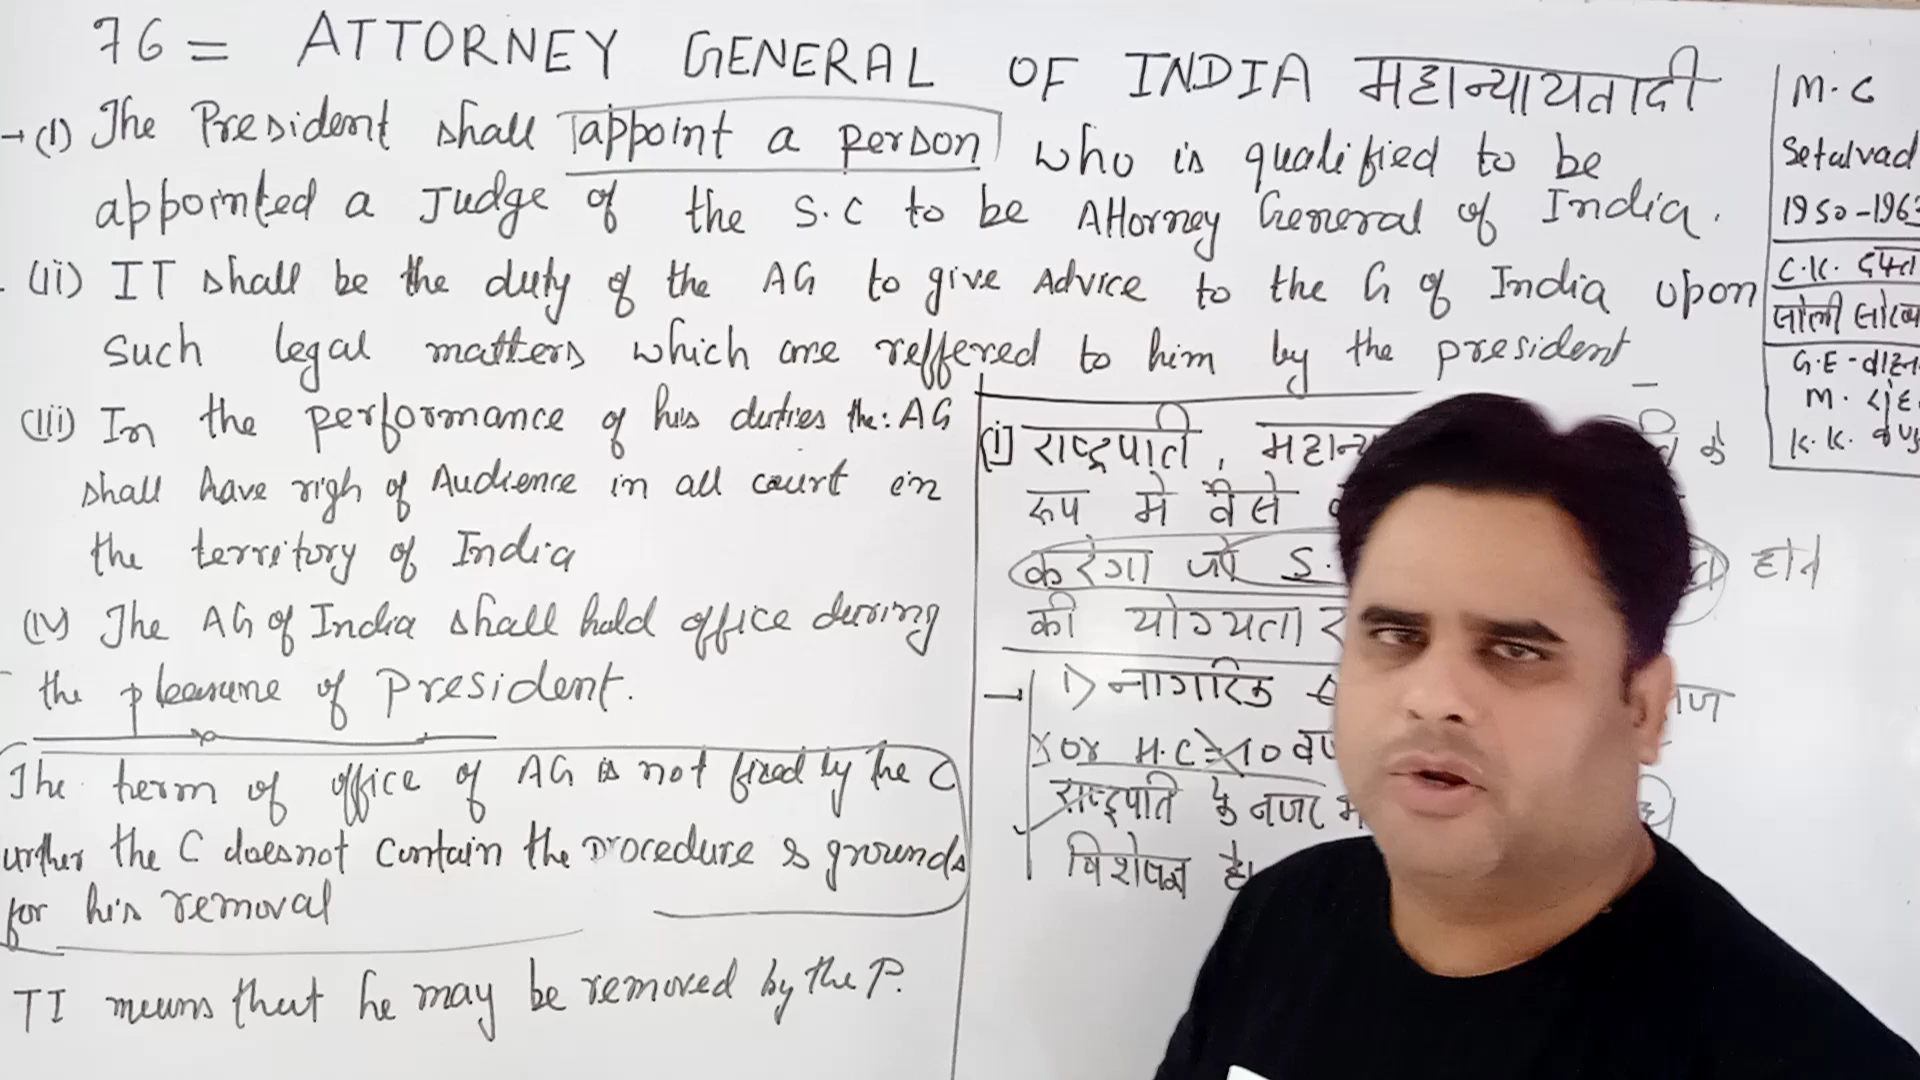 76 = ATTORNEY GENERAL OF INDIA महान्यायतादी
→(I) The President shall appoint a person who is qualified to be
appointed a Judge of the S.C to be Attorney General of India.
(ii) IT shall be the duty of the AG to give Advice to the G of India upon
such legal matters which are reffered to him by the president
(iii) In the performance of his duties the: AG
shall have righ of Audience in all court in
the territory of India
(IV) The AG of India shall hold office during
the pleasure of President.
The term of office of AG is not fixed by the C
urther the C doesnot contain the procedure & grounds
for his removal
TI means that he may be removed by the P.
(i) राष्ट्रपति, के
रूप मे वैसे
करेगा जो S. होने
की योग्यता
→ 1) नागरिक
or H.C = 10
राष्ट्रपति के नजर
विशेषज्ञ है।
M.C
Setalvad
1950-1963
C.K.
G.E -
M.
K.K.